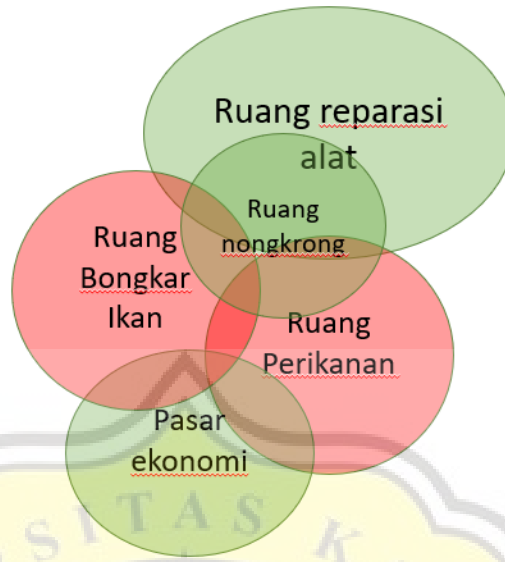 Ruang reparasi
alat
Ruang
nongkrong
Ruang
Bongkar
Ikan
Ruang
Perikanan
Pasar
ekonomi
S I T A S K